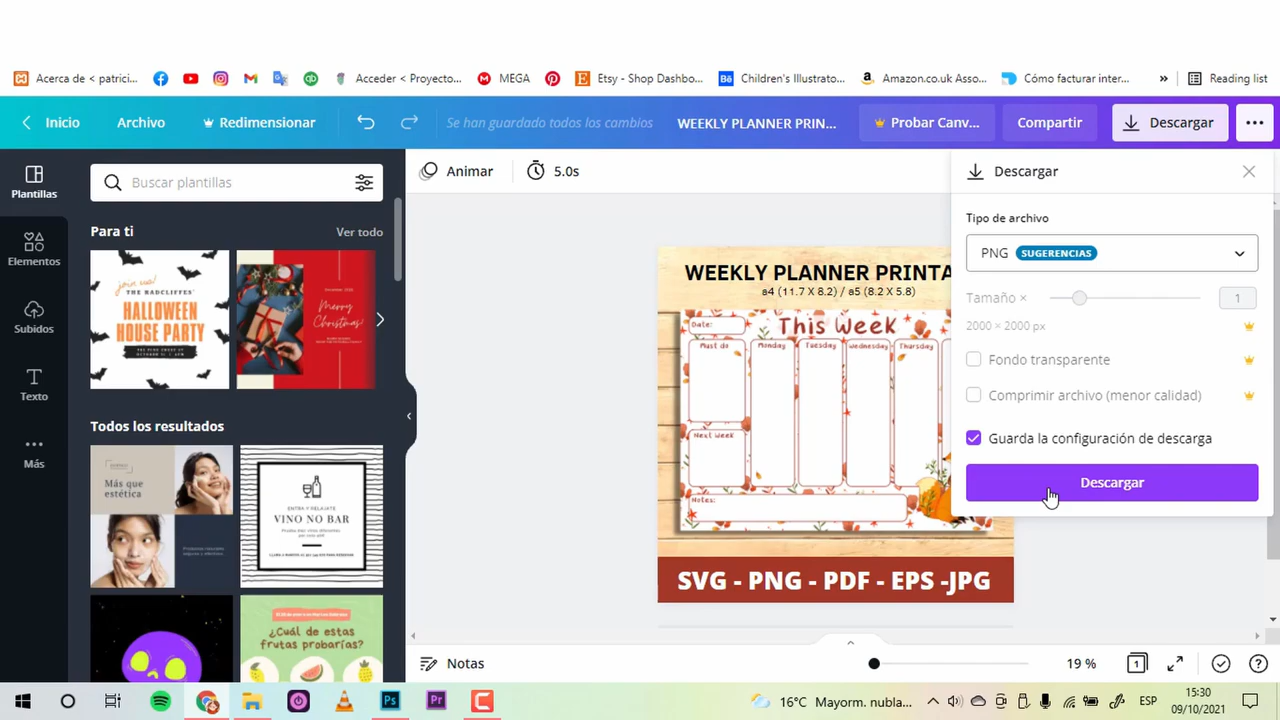 Acerca de < patrici...
Acceder < Proyecto...
MEGA
Etsy - Shop Dashbo...
Children's Illustrato...
Amazon.co.uk Asso...
Cómo facturar inter...
»
Reading list
Inicio
Archivo
Redimensionar
Se han guardado todos los cambios
WEEKLY PLANNER PRIN...
Probar Canv...
Compartir
Descargar
Plantillas
Elementos
Subidos
Texto
Más
Buscar plantillas
Para ti
Ver todo
join us!
THE RADCLIFFES'
HALLOWEEN
HOUSE PARTY
Merry
Christmas!
Todos los resultados
Más que
estética
ENTRA Y RELÁJATE
VINO NO BAR
¿Cuál de estas
frutas probarías?
Animar
5.0s
WEEKLY PLANNER PRINTA
a4 (11.7 X 8.2) / a5 (8.2 X 5.8)
Date:
This Week
Must do
Monday
Tuesday
Wednesday
Thursday
Next Week
Notes:
SVG - PNG - PDF - EPS -JPG
Descargar
Tipo de archivo
PNG SUGERENCIAS
Tamaño ×
1
2000 × 2000 px
Fondo transparente
Comprimir archivo (menor calidad)
Guarda la configuración de descarga
Descargar
Notas
19 %
1
16°C Mayorm. nubla...
ESP
15:30
09/10/2021